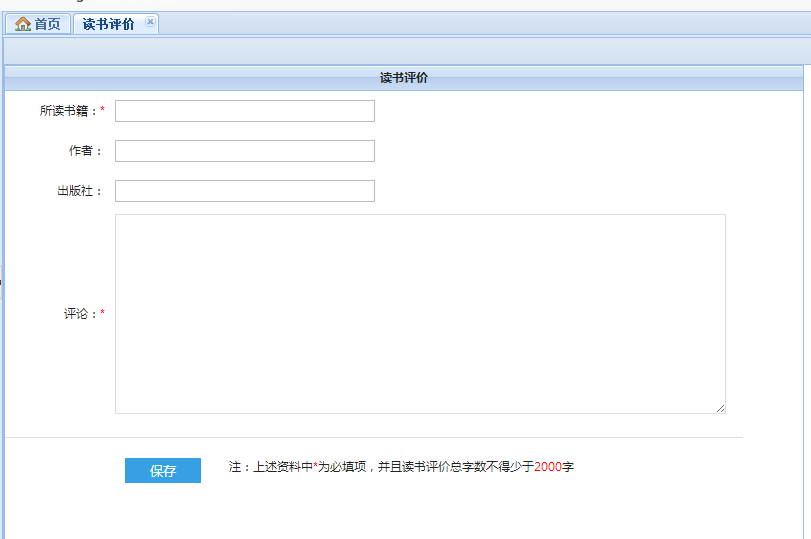 首页 读书评价
读书评价
所读书籍：*
作者：
出版社：
评论：*
保存 注：上述资料中*为必填项，并且读书评价总字数不得少于2000字